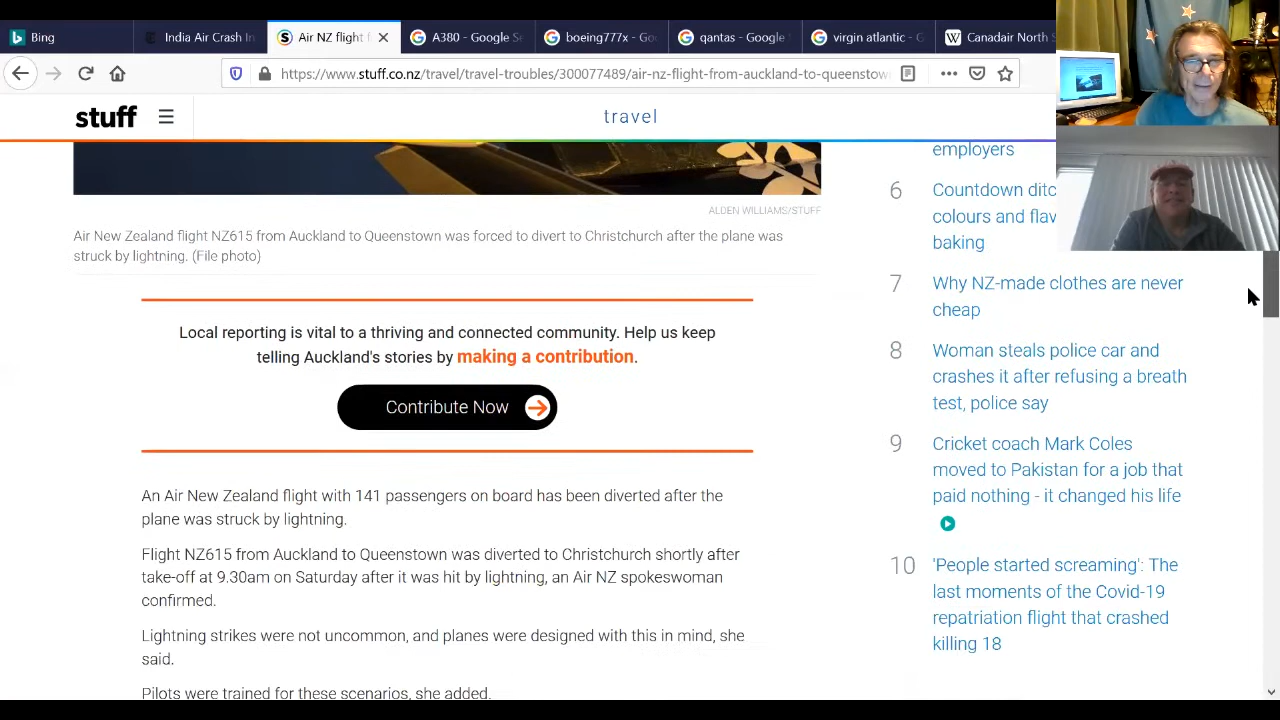 Bing
India Air Crash In
Air NZ flight f
A380 - Google Se
boeing777x - Go
qantas - Google
virgin atlantic - G
Canadair North S
https://www.stuff.co.nz/travel/travel-troubles/300077489/air-nz-flight-from-auckland-to-queenstow
stuff
travel
ALDEN WILLIAMS/STUFF
Air New Zealand flight NZ615 from Auckland to Queenstown was forced to divert to Christchurch after the plane was
struck by lightning. (File photo)
Local reporting is vital to a thriving and connected community. Help us keep
telling Auckland's stories by making a contribution.
Contribute Now
An Air New Zealand flight with 141 passengers on board has been diverted after the
plane was struck by lightning.
Flight NZ615 from Auckland to Queenstown was diverted to Christchurch shortly after
take-off at 9.30am on Saturday after it was hit by lightning, an Air NZ spokeswoman
confirmed.
Lightning strikes were not uncommon, and planes were designed with this in mind, she
said.
Pilots were trained for these scenarios, she added.
employers
6 Countdown ditc
colours and flav
baking
7 Why NZ-made clothes are never
cheap
8 Woman steals police car and
crashes it after refusing a breath
test, police say
9 Cricket coach Mark Coles
moved to Pakistan for a job that
paid nothing - it changed his life
10 'People started screaming': The
last moments of the Covid-19
repatriation flight that crashed
killing 18